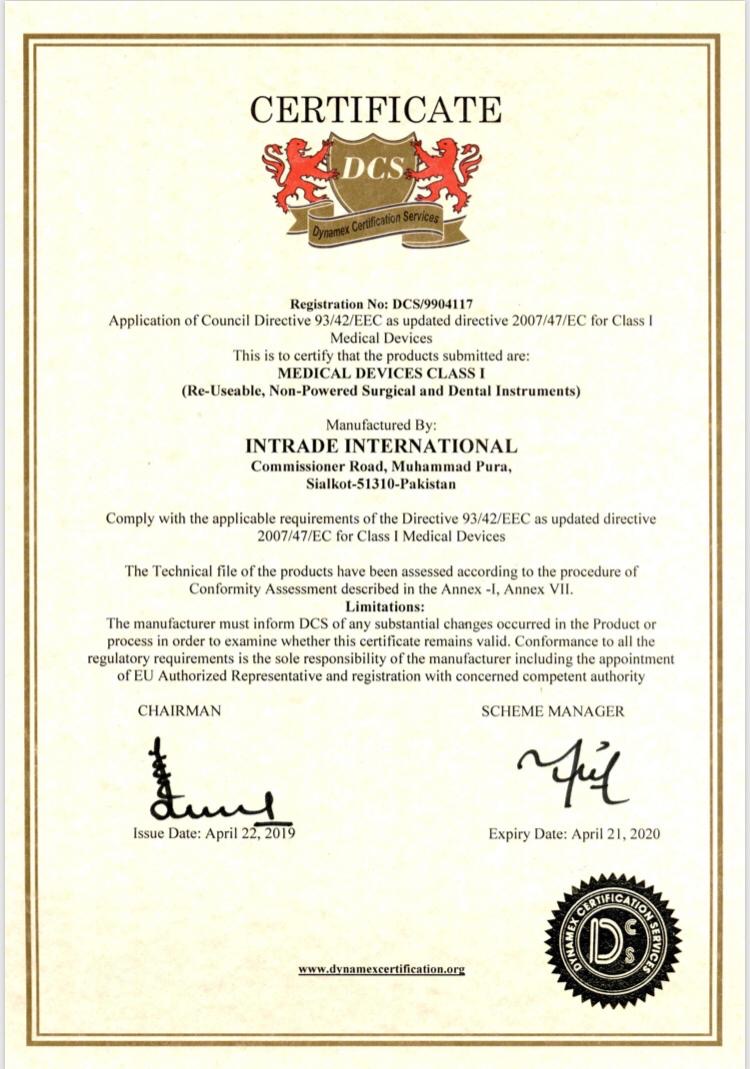 CERTIFICATE
DCS
Dynamex Certification Services
Registration No: DCS/9904117
Application of Council Directive 93/42/EEC as updated directive 2007/47/EC for Class I
Medical Devices
This is to certify that the products submitted are:
MEDICAL DEVICES CLASS I
(Re-Useable, Non-Powered Surgical and Dental Instruments)
Manufactured By:
INTRADE INTERNATIONAL
Commissioner Road, Muhammad Pura,
Sialkot-51310-Pakistan
Comply with the applicable requirements of the Directive 93/42/EEC as updated directive
2007/47/EC for Class I Medical Devices
The Technical file of the products have been assessed according to the procedure of
Conformity Assessment described in the Annex -I, Annex VII.
Limitations:
The manufacturer must inform DCS of any substantial changes occurred in the Product or
process in order to examine whether this certificate remains valid. Conformance to all the
regulatory requirements is the sole responsibility of the manufacturer including the appointment
of EU Authorized Representative and registration with concerned competent authority
CHAIRMAN
SCHEME MANAGER
Issue Date: April 22, 2019
Expiry Date: April 21, 2020
DYNAMEX CERTIFICATION SERVICES
DCS
www.dynamexcertification.org